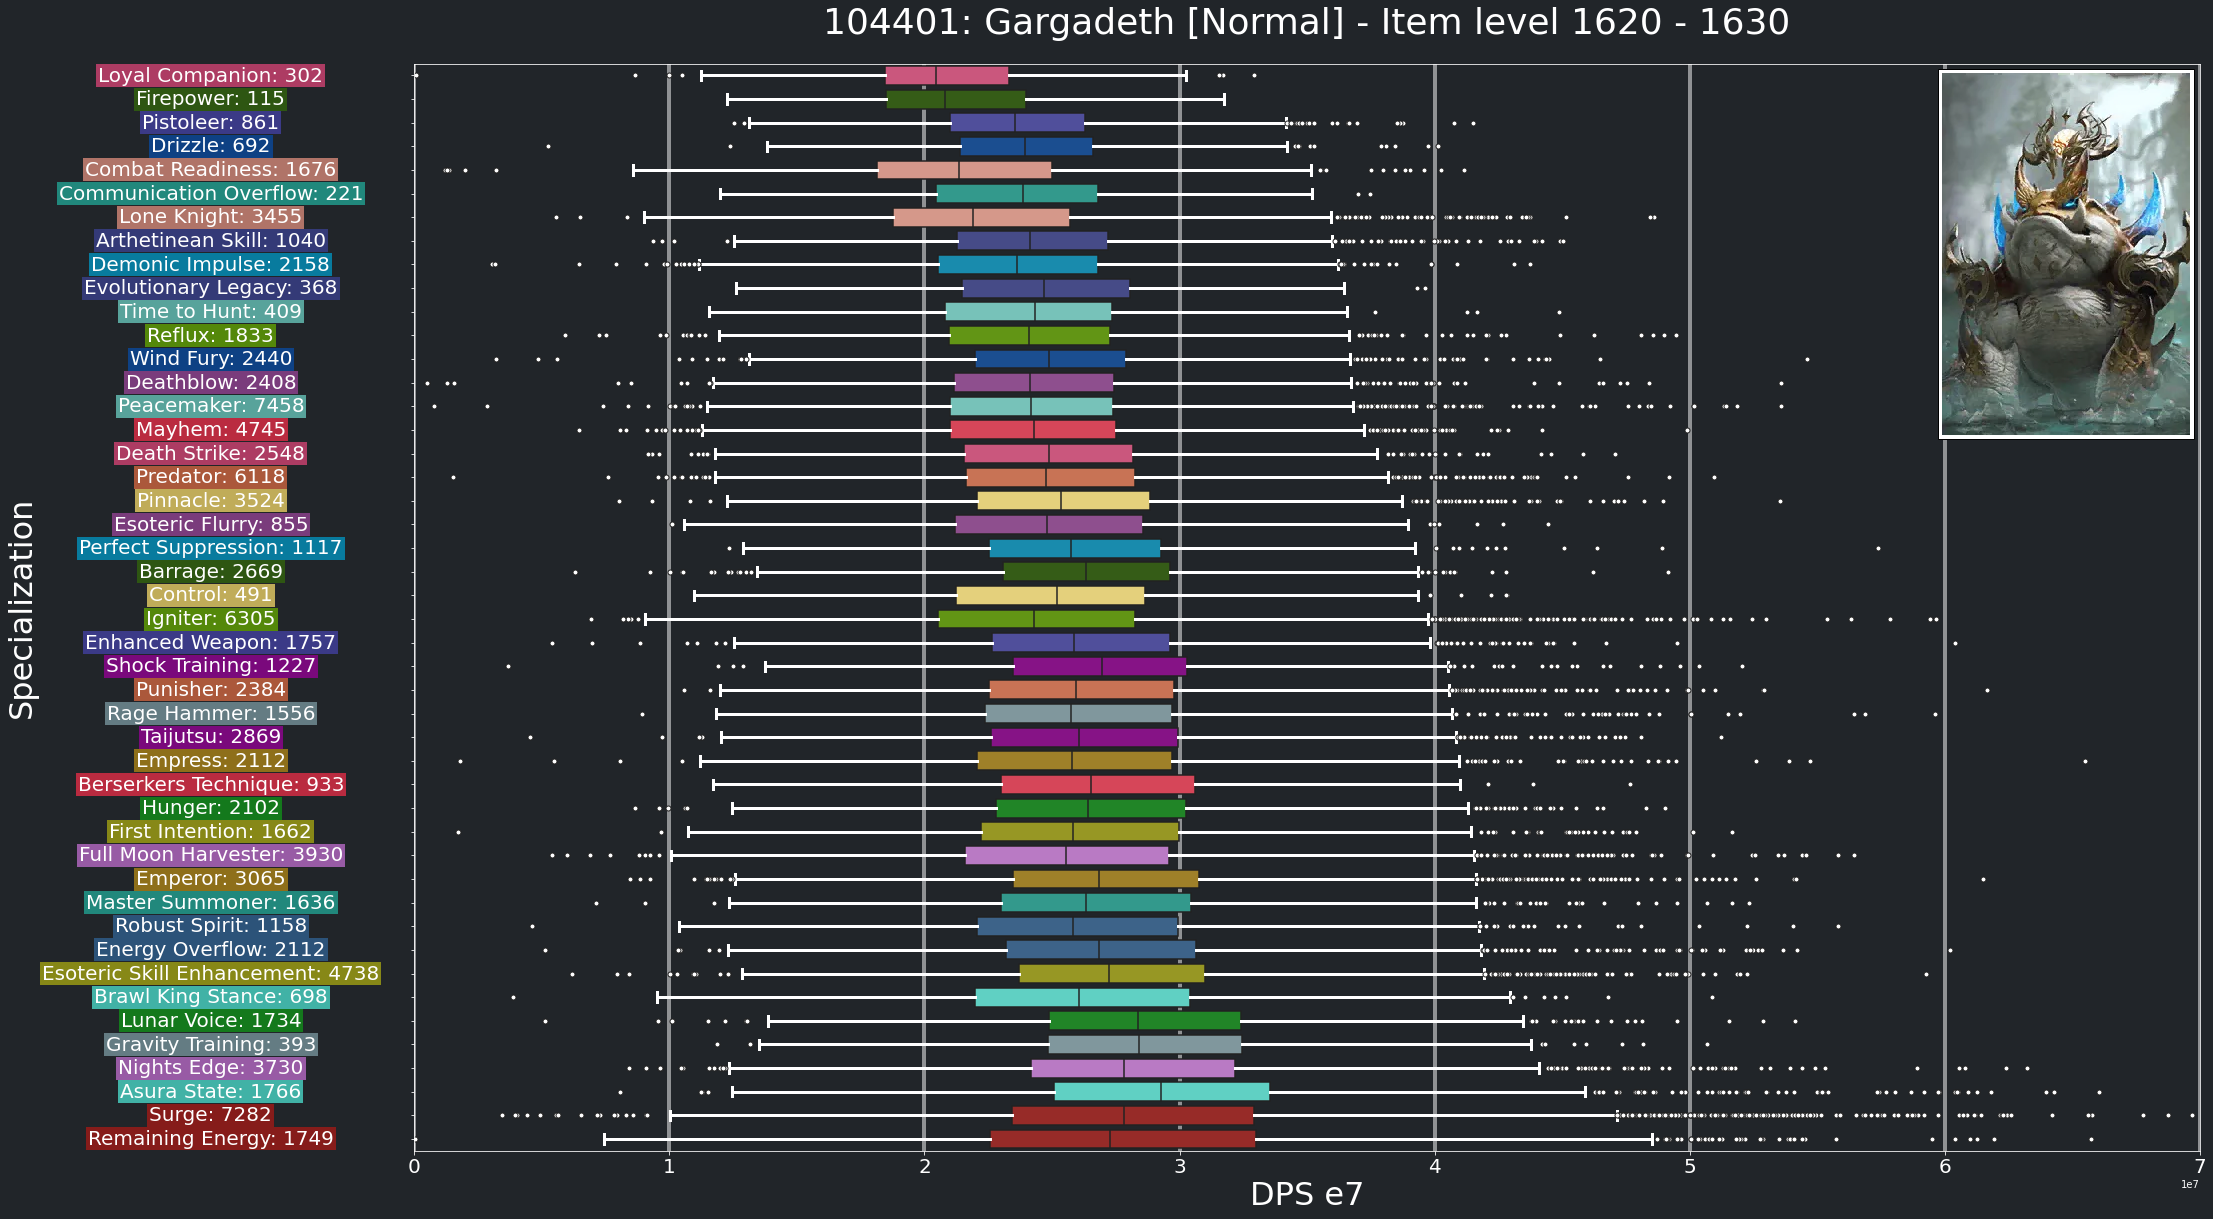 104401: Gargadeth [Normal] - Item level 1620 - 1630
Specialization
Loyal Companion: 302
Firepower: 115
Pistoleer: 861
Drizzle: 692
Combat Readiness: 1676
Communication Overflow: 221
Lone Knight: 3455
Arthetinean Skill: 1040
Demonic Impulse: 2158
Evolutionary Legacy: 368
Time to Hunt: 409
Reflux: 1833
Wind Fury: 2440
Deathblow: 2408
Peacemaker: 7458
Mayhem: 4745
Death Strike: 2548
Predator: 6118
Pinnacle: 3524
Esoteric Flurry: 855
Perfect Suppression: 1117
Barrage: 2669
Control: 491
Igniter: 6305
Enhanced Weapon: 1757
Shock Training: 1227
Punisher: 2384
Rage Hammer: 1556
Taijutsu: 2869
Empress: 2112
Berserkers Technique: 933
Hunger: 2102
First Intention: 1662
Full Moon Harvester: 3930
Emperor: 3065
Master Summoner: 1636
Robust Spirit: 1158
Energy Overflow: 2112
Esoteric Skill Enhancement: 4738
Brawl King Stance: 698
Lunar Voice: 1734
Gravity Training: 393
Nights Edge: 3730
Asura State: 1766
Surge: 7282
Remaining Energy: 1749
0 1 2 3 4 5 6 7
1e7
DPS e7